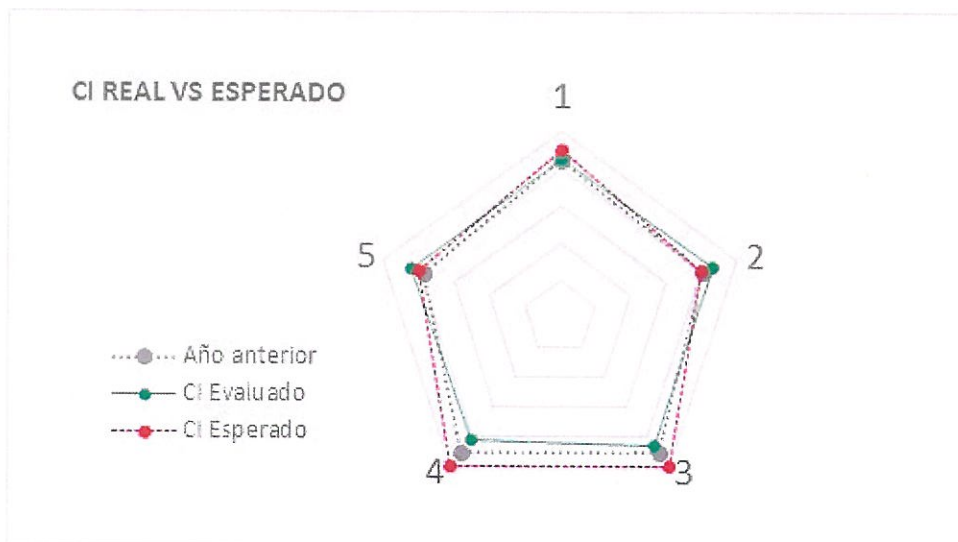 CI REAL VS ESPERADO
1
5
2
Año anterior
CI Evaluado
CI Esperado
4
3